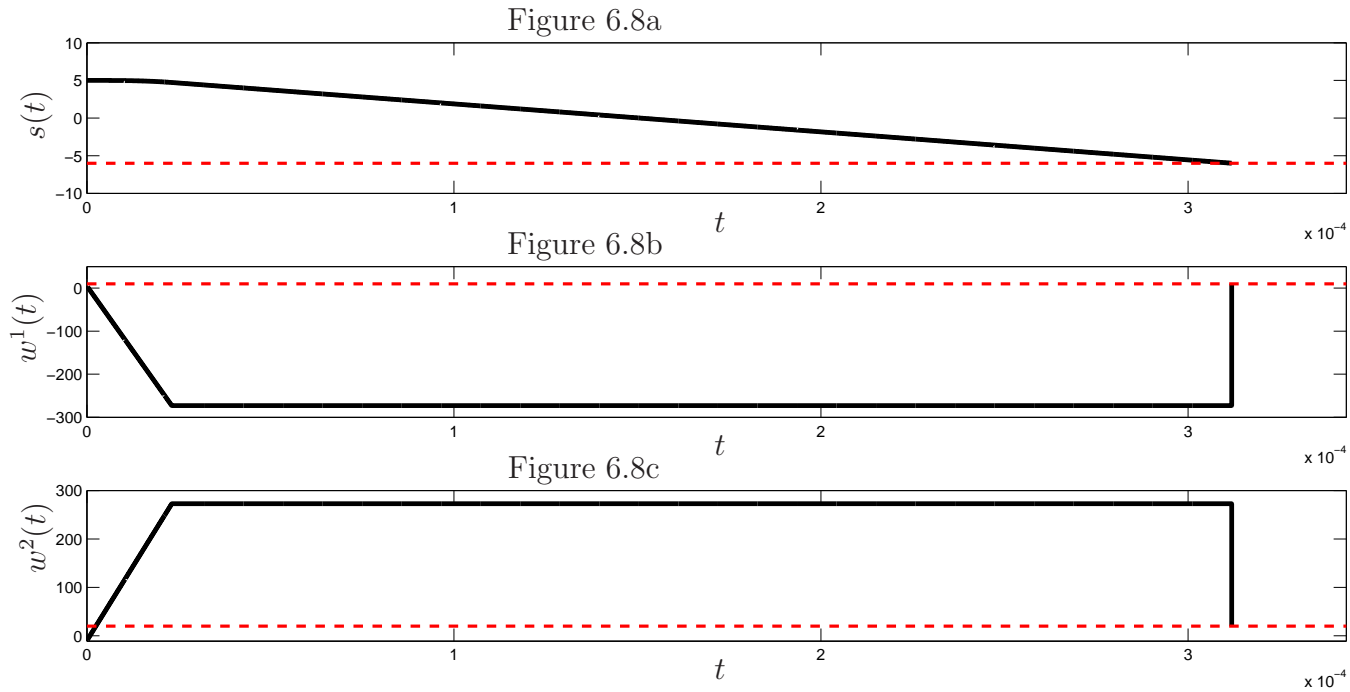 Figure 6.8a
s(t)
10
5
0
−5
−10
0 1 2 3
t
x 10⁻⁴
Figure 6.8b
w¹(t)
0
−100
−200
−300
0 1 2 3
t
x 10⁻⁴
Figure 6.8c
w²(t)
300
200
100
0
0 1 2 3
t
x 10⁻⁴